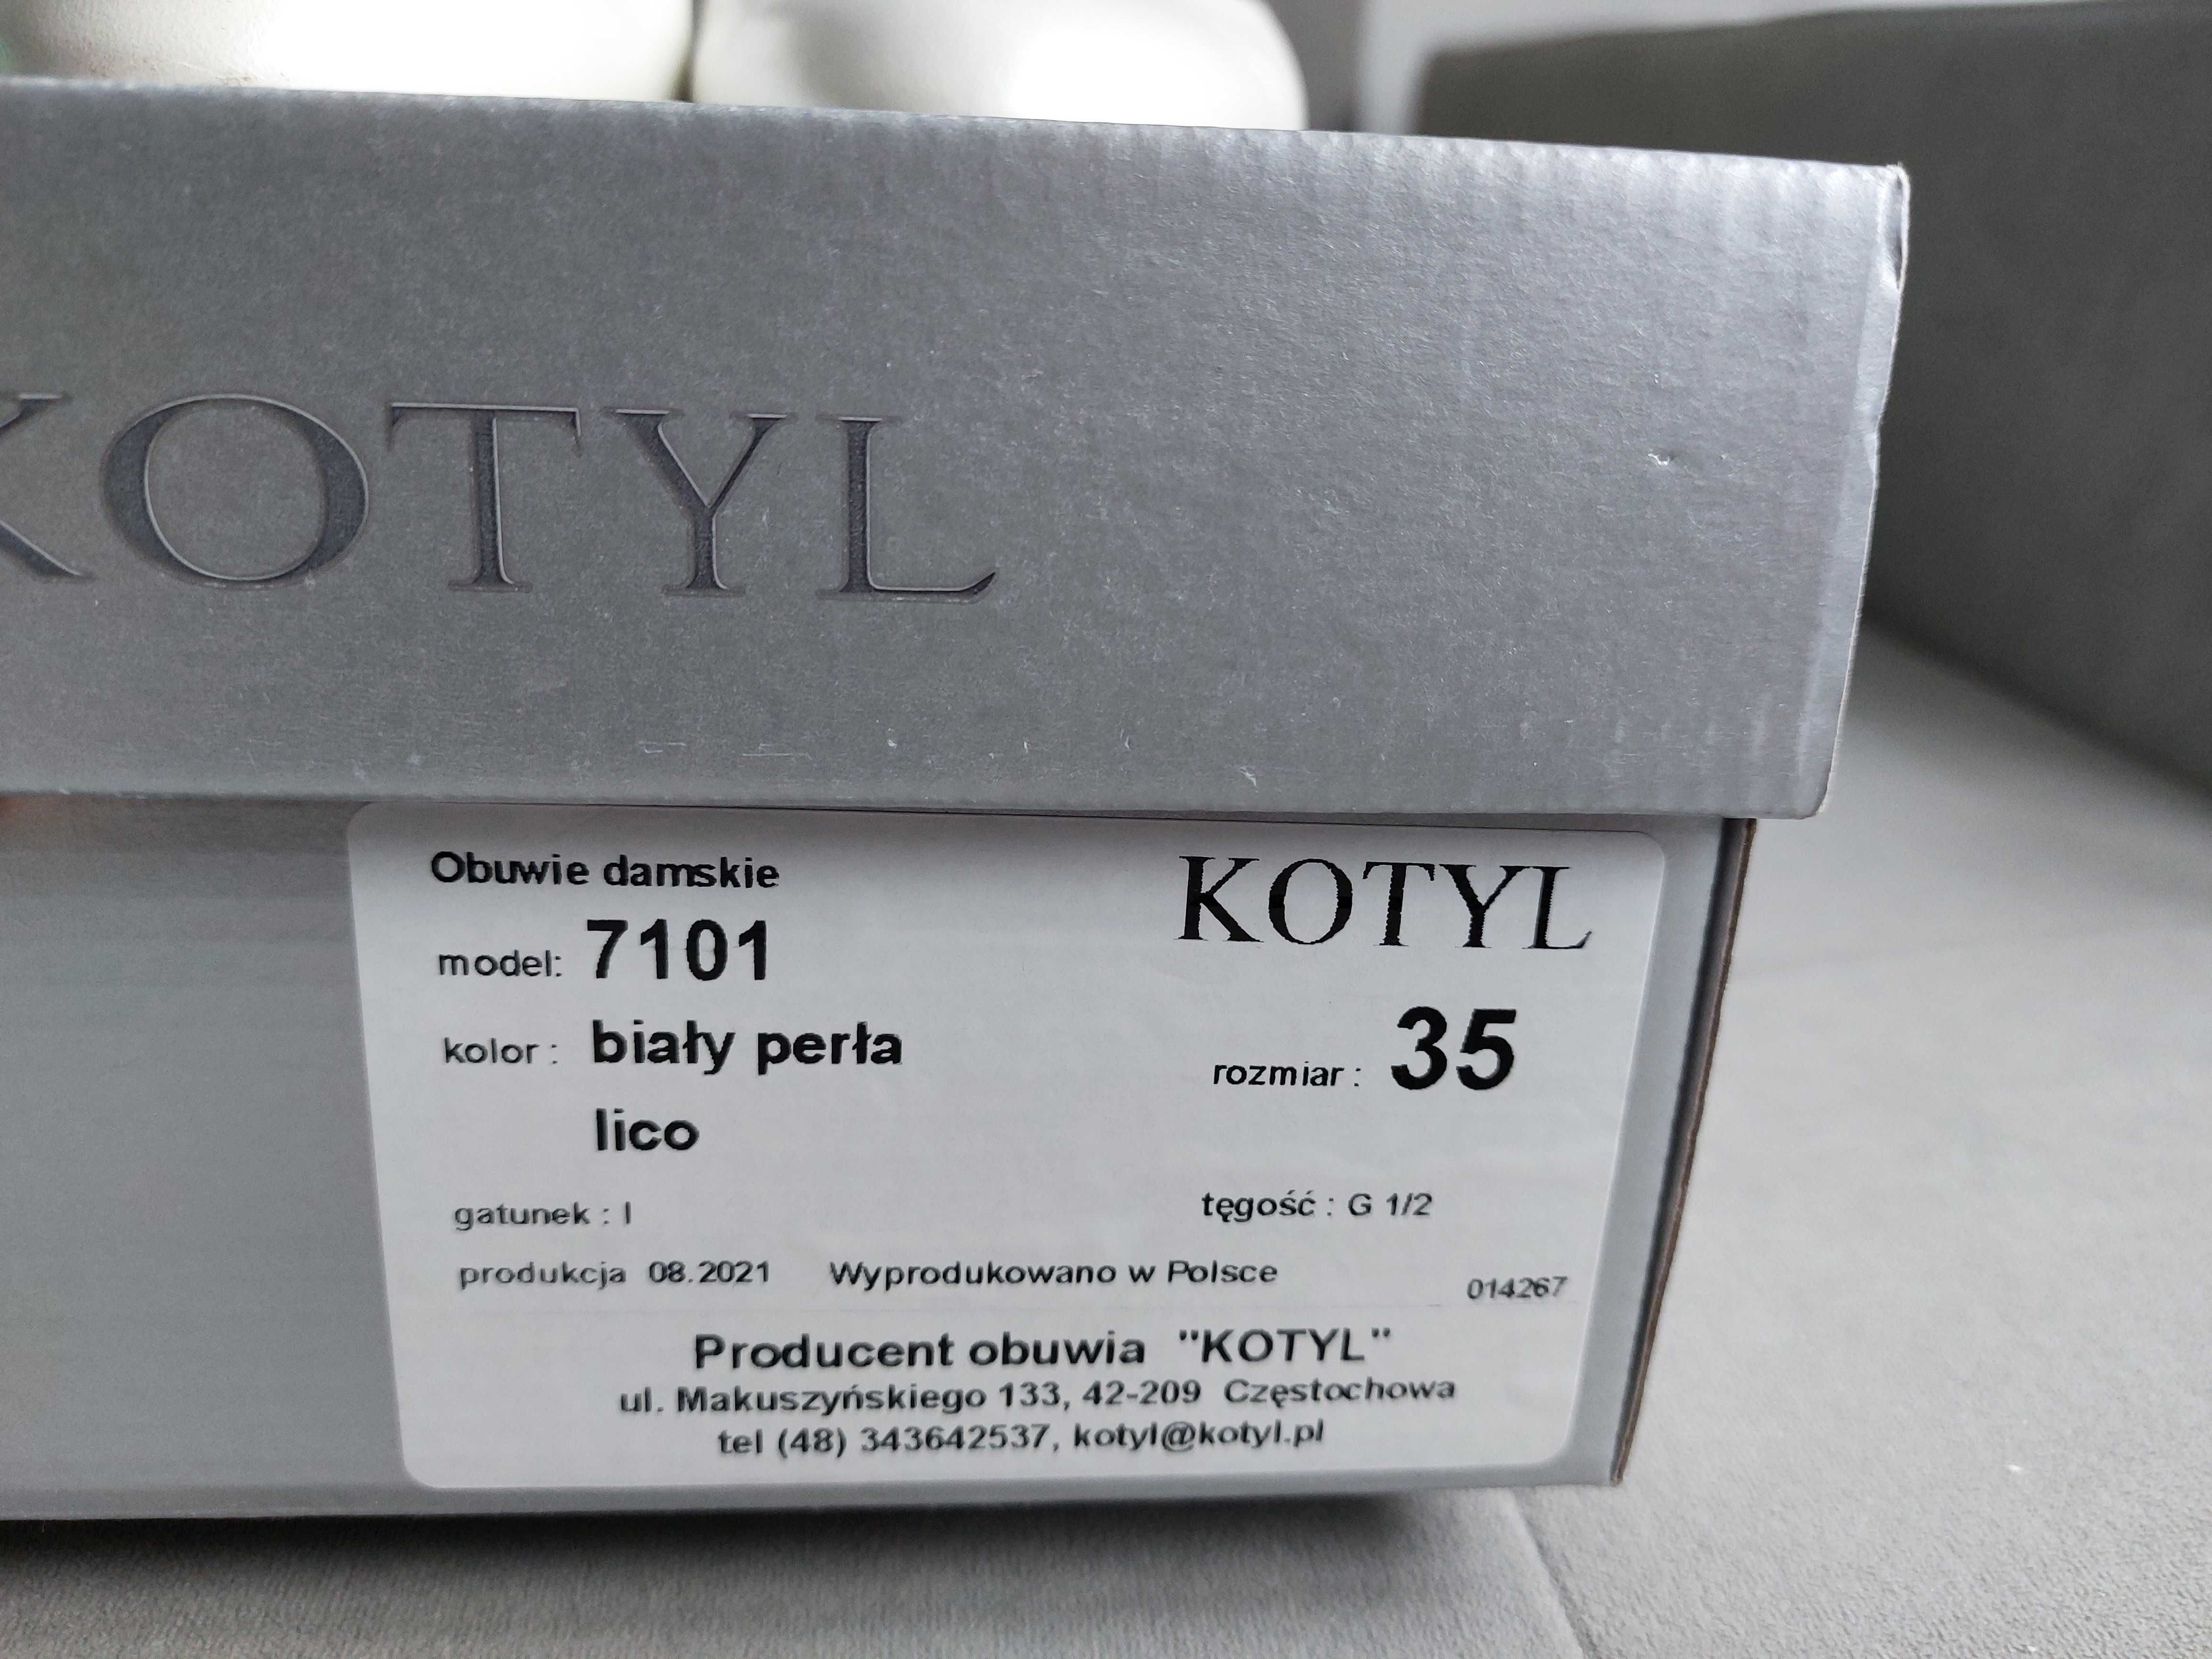 KOTYL
Obuwie damskie
KOTYL
model: 7101
kolor : biały perła
rozmiar : 35
lico
gatunek : I
tęgość : G 1/2
produkcja 08.2021 Wyprodukowano w Polsce
014267
Producent obuwia "KOTYL"
ul. Makuszyńskiego 133, 42-209 Częstochowa
tel (48) 343642537, kotyl@kotyl.pl